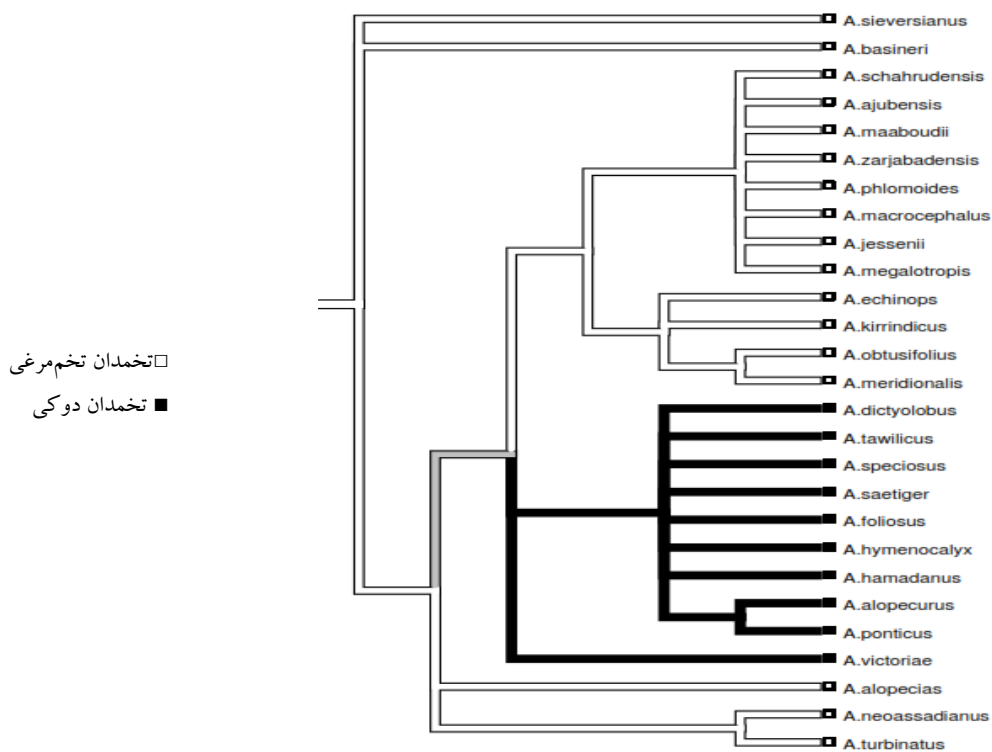 A.sieversianus
A.basineri
A.schahrudensis
A.ajubensis
A.maaboudii
A.zarjabadensis
A.phlomoides
A.macrocephalus
A.jessenii
A.megalotropis
A.echinops
A.kirrindicus
A.obtusifolius
A.meridionalis
A.dictyolobus
A.tawilicus
A.speciosus
A.saetiger
A.foliosus
A.hymenocalyx
A.hamadanus
A.alopecurus
A.ponticus
A.victoriae
A.alopecias
A.neoassadianus
A.turbinatus
□تخمدان تخم‌مرغی
■ تخمدان دوکی